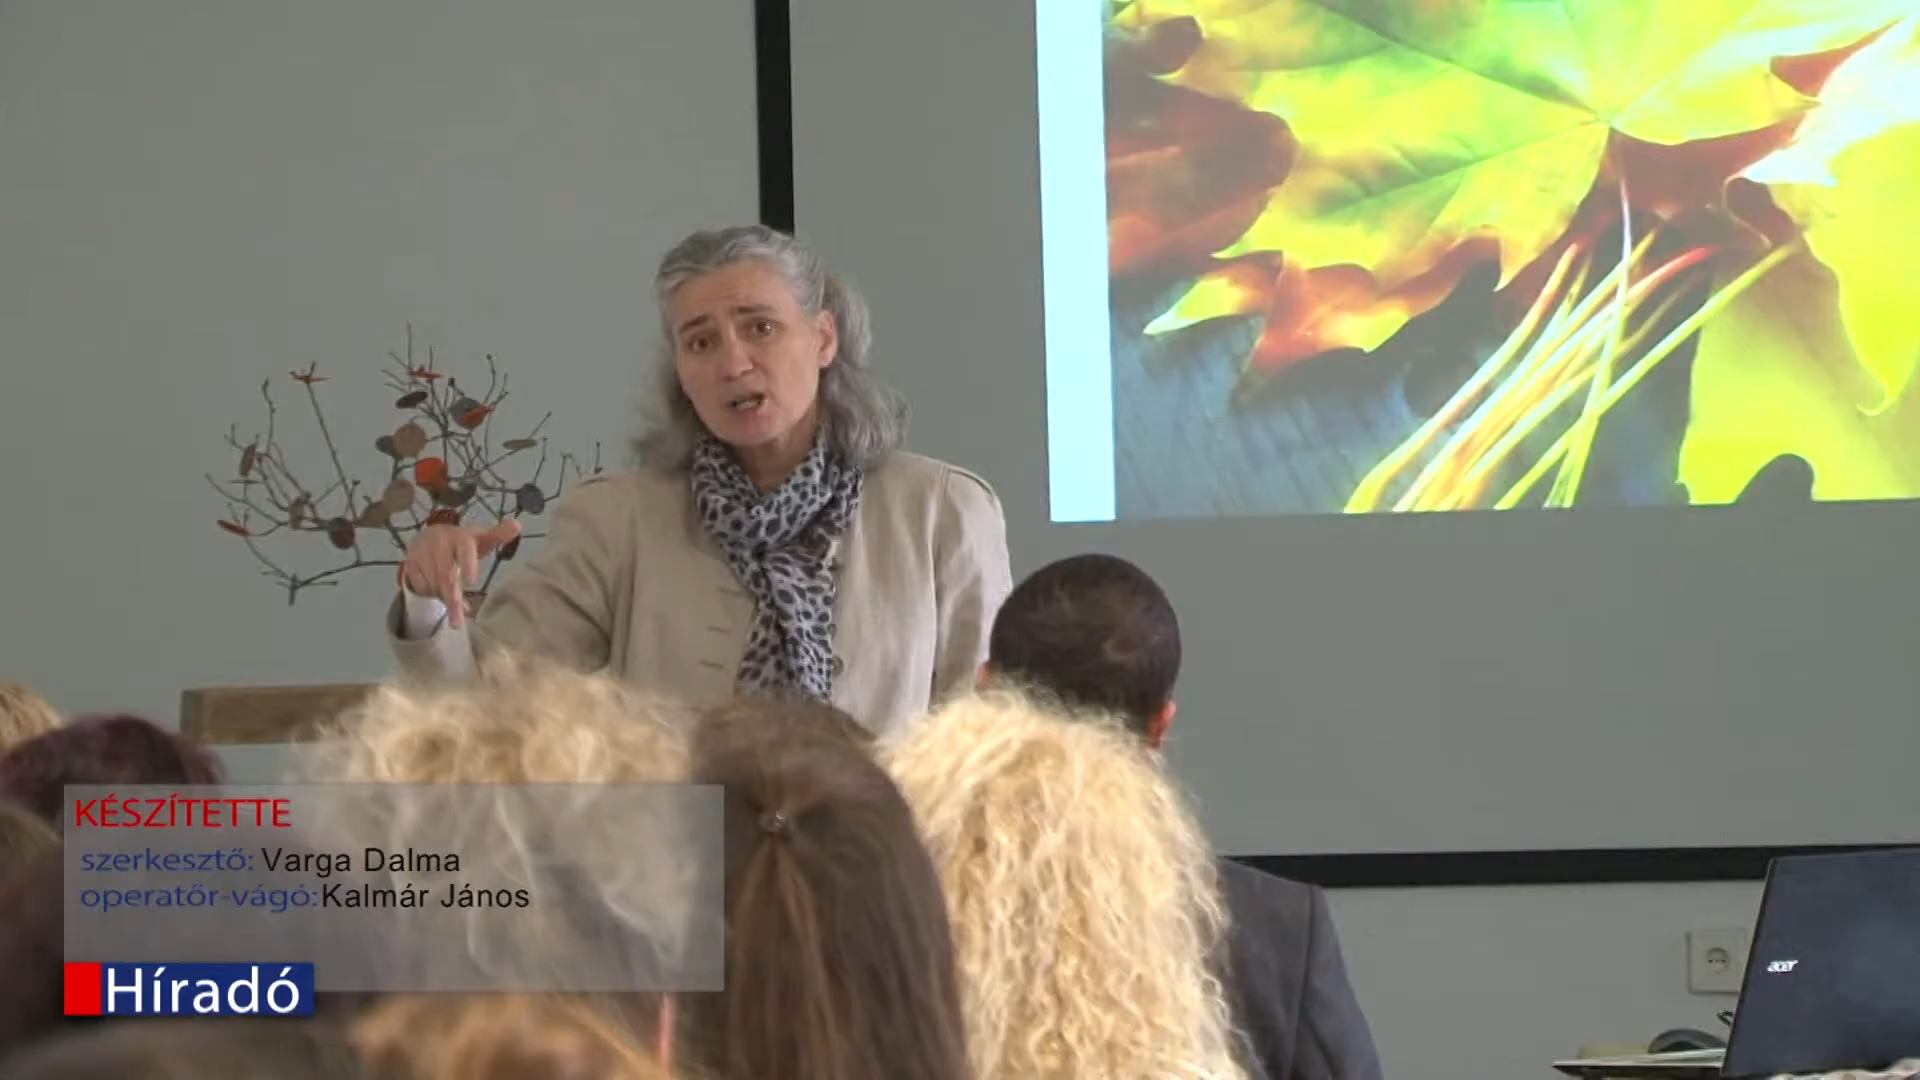 KÉSZÍTETTE
szerkesztő: Varga Dalma
operatőr-vágó:Kalmár János
Híradó
acer